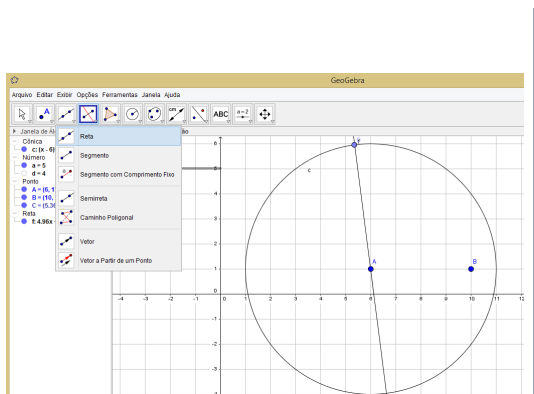 GeoGebra
Arquivo Editar Exibir Opções Ferramentas Janela Ajuda
A
cm
ABC
a=2
Janela de Ál
Cônica
c: (x - 6)
Número
a = 5
d = 4
Ponto
A = (6, 1
B = (10,
C = (5.36
Reta
f: 4.96x
Reta
Segmento
Segmento com Comprimento Fixo
Semirreta
Caminho Poligonal
Vetor
Vetor a Partir de um Ponto
6
5
4
3
2
1
0
-1
-2
-3
-4 -3 -2 -1 0 1 2 3 4 5 6 7 8 9 10 11 12
c
A
B